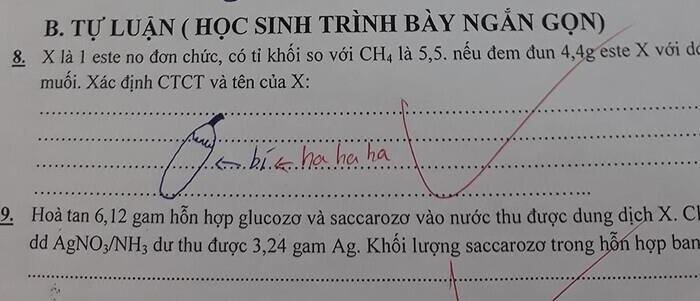 B. TỰ LUẬN ( HỌC SINH TRÌNH BÀY NGẮN GỌN)
8. X là 1 este no đơn chức, có tỉ khối so với CH₄ là 5,5. nếu đem đun 4,4g este X với
muối. Xác định CTCT và tên của X:
← bí ← ha ha ha
9. Hoà tan 6,12 gam hỗn hợp glucozơ và saccarozơ vào nước thu được dung dịch X.
dd AgNO₃/NH₃ dư thu được 3,24 gam Ag. Khối lượng saccarozơ trong hỗn hợp ban